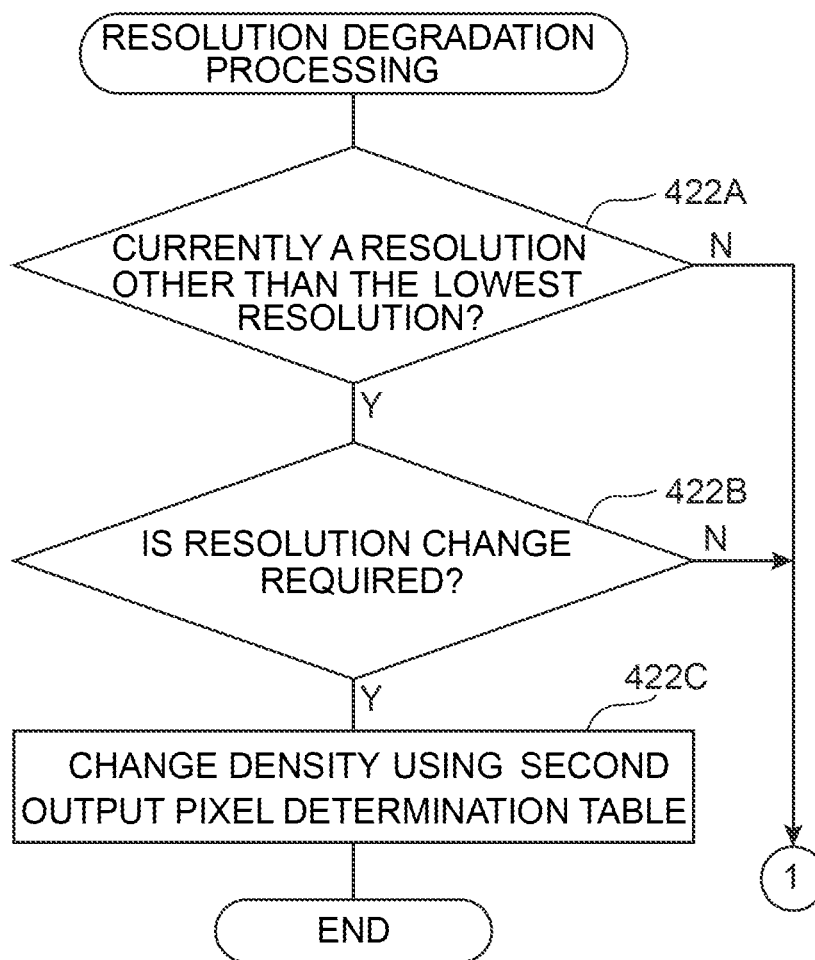 RESOLUTION DEGRADATION
PROCESSING
422A
CURRENTLY A RESOLUTION
OTHER THAN THE LOWEST
RESOLUTION?
N
Y
422B
IS RESOLUTION CHANGE
REQUIRED?
N
Y
422C
CHANGE DENSITY USING SECOND
OUTPUT PIXEL DETERMINATION TABLE
1
END